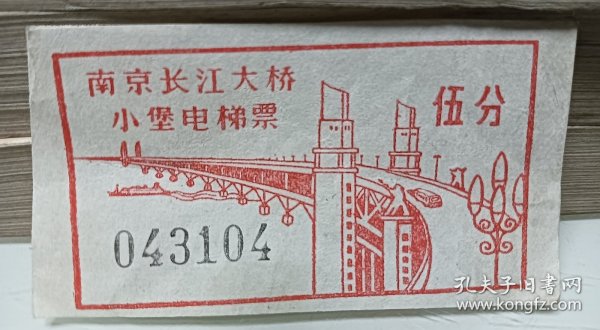 南京长江大桥
小堡电梯票
伍分
043104
孔夫子旧书网
www.kongfz.com